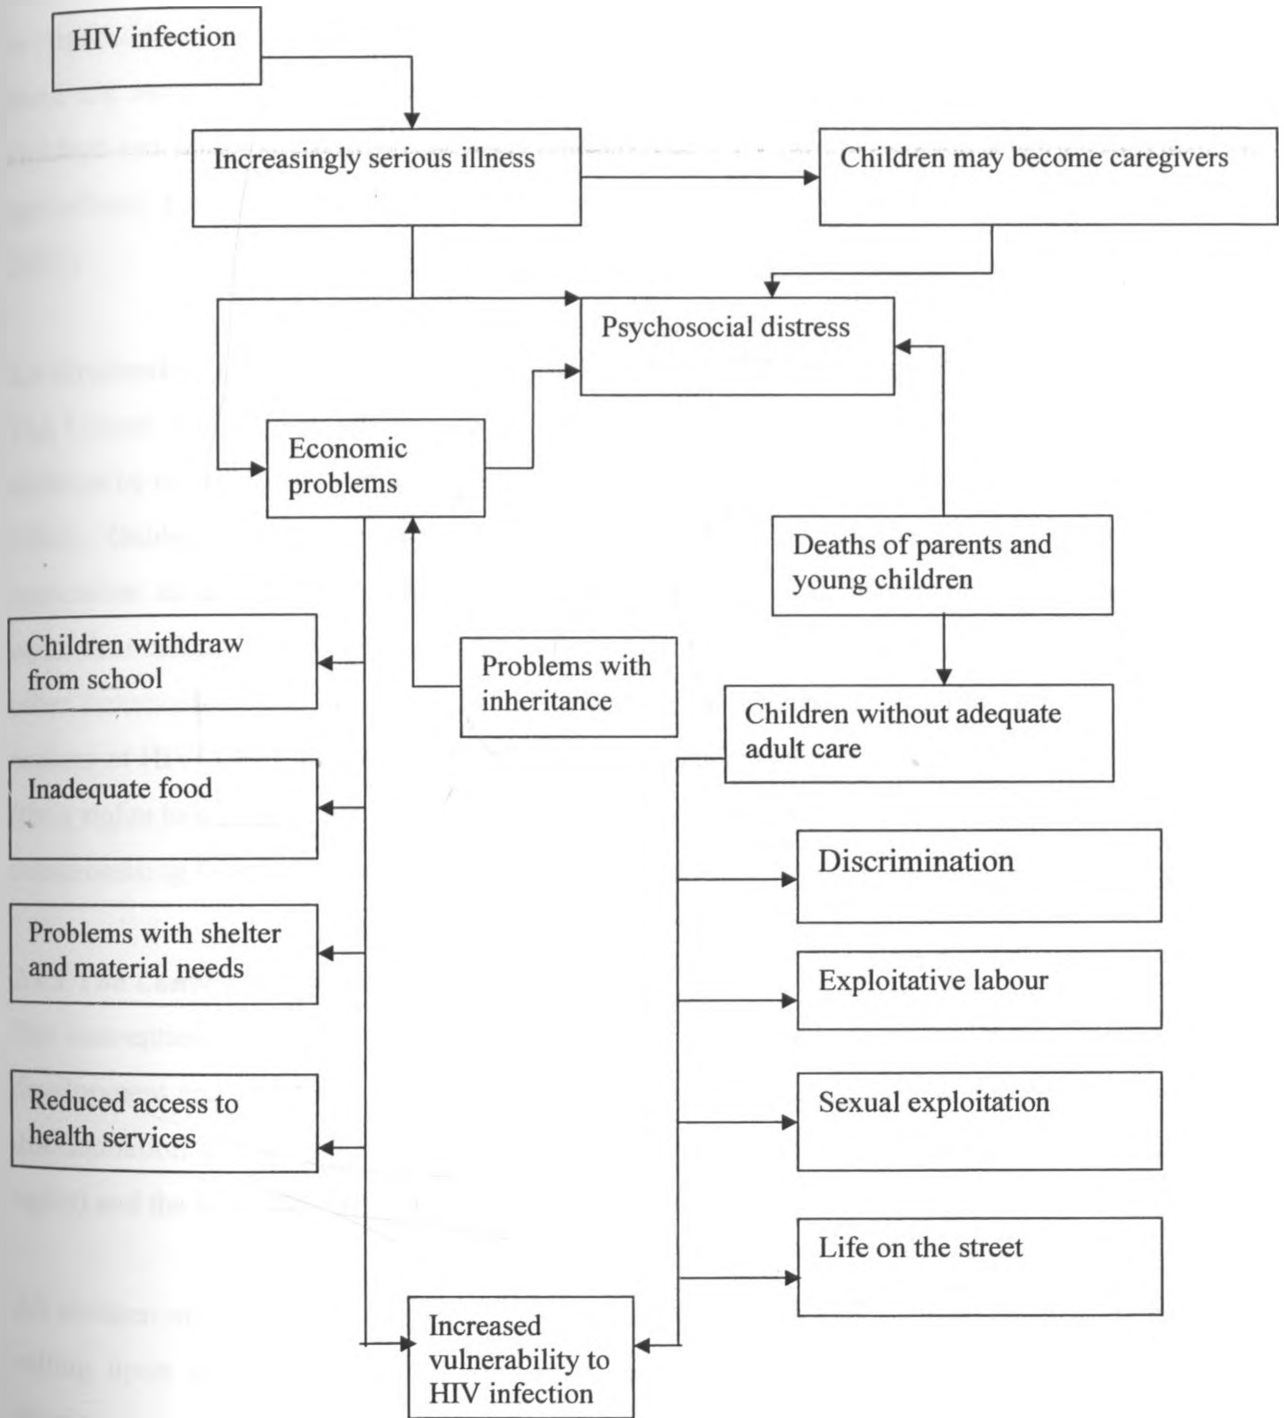 HIV infection
Increasingly serious illness
Children may become caregivers
Psychosocial distress
Economic
problems
Deaths of parents and
young children
Children withdraw
from school
Problems with
inheritance
Children without adequate
adult care
Inadequate food
Discrimination
Problems with shelter
and material needs
Exploitative labour
Reduced access to
health services
Sexual exploitation
Life on the street
Increased
vulnerability to
HIV infection